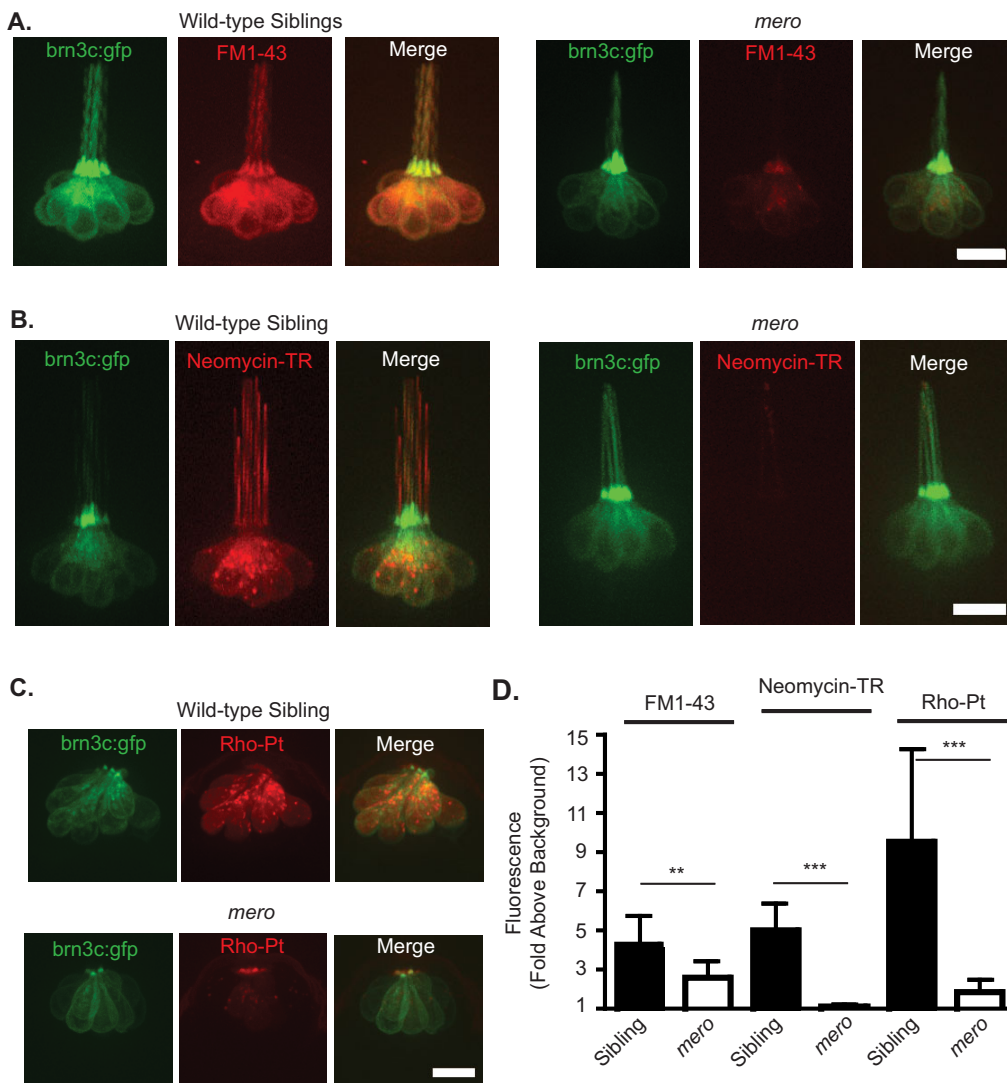 A.
Wild-type Siblings
mero
brn3c:gfp FM1-43 Merge
brn3c:gfp FM1-43 Merge
B.
Wild-type Sibling
mero
brn3c:gfp Neomycin-TR Merge
brn3c:gfp Neomycin-TR Merge
C.
Wild-type Sibling
brn3c:gfp Rho-Pt Merge
mero
brn3c:gfp Rho-Pt Merge
D.
FM1-43 Neomycin-TR Rho-Pt
Fluorescence
(Fold Above Background)
15
13
11
9
7
5
3
1
** *** ***
Sibling mero Sibling mero Sibling mero